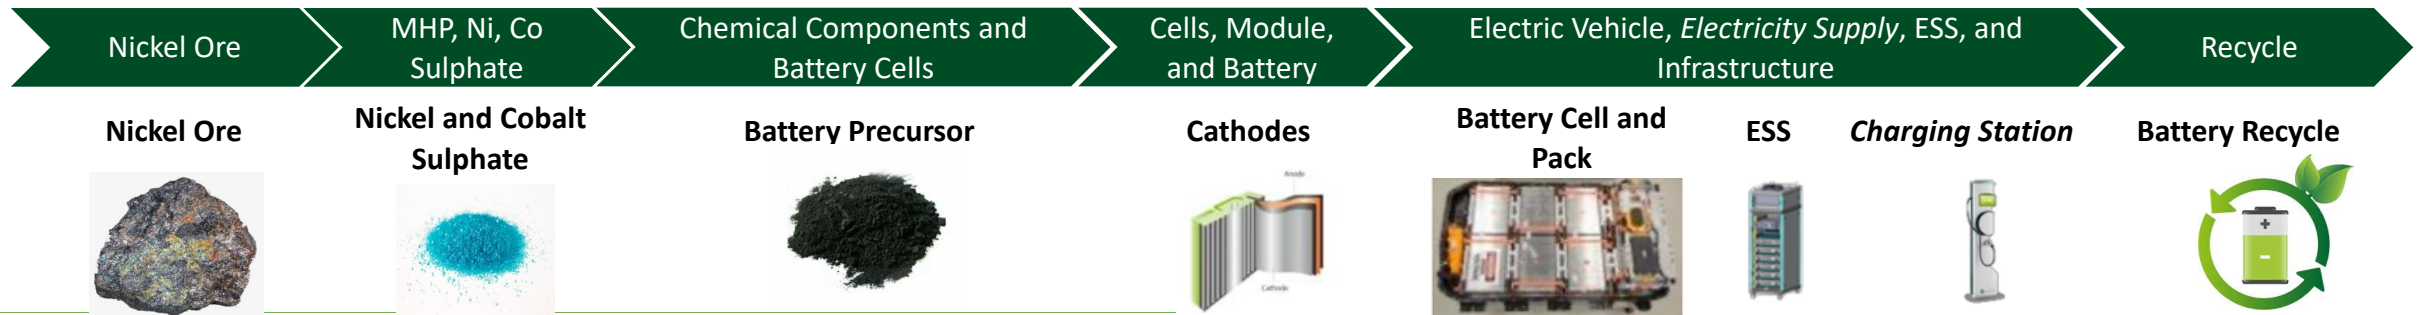 Nickel Ore
MHP, Ni, Co
Sulphate
Chemical Components and
Battery Cells
Cells, Module,
and Battery
Electric Vehicle, Electricity Supply, ESS, and
Infrastructure
Recycle
Nickel Ore
Nickel and Cobalt
Sulphate
Battery Precursor
Cathodes
Battery Cell and
Pack
ESS
Charging Station
Battery Recycle
Anode
Cathode
+
-